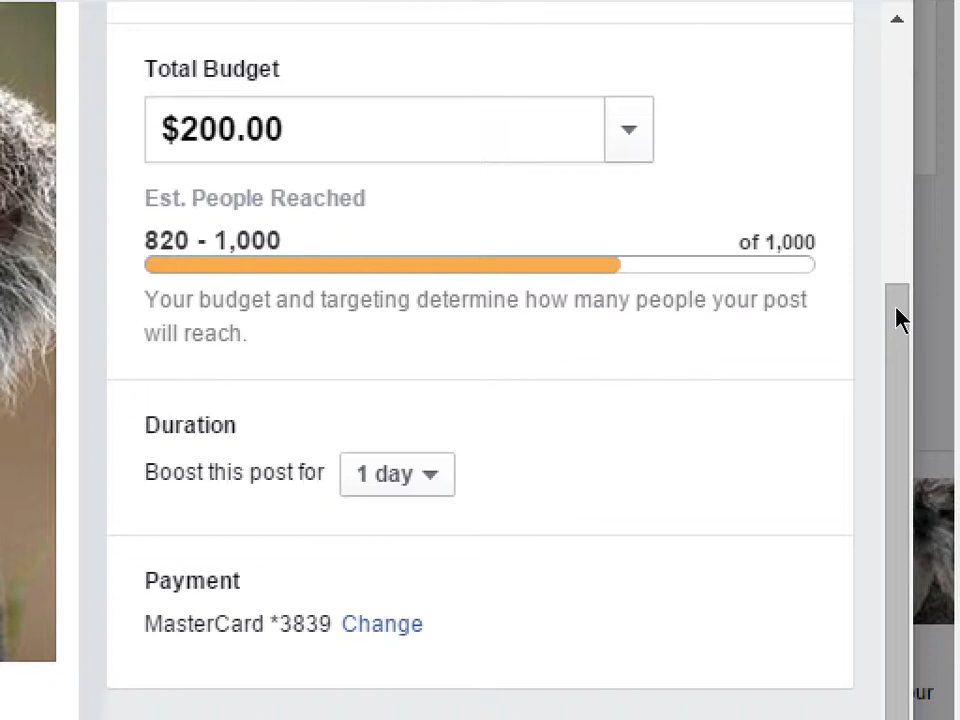 Total Budget
$200.00
Est. People Reached
820 - 1,000
of 1,000
Your budget and targeting determine how many people your post
will reach.
Duration
Boost this post for 1 day
Payment
MasterCard *3839 Change